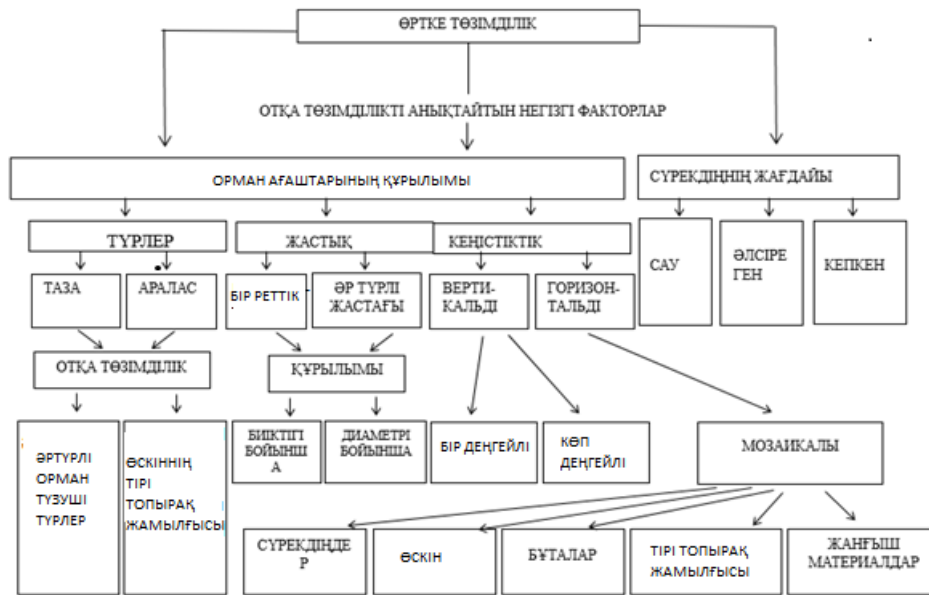 ӨРТКЕ ТӨЗІМДІЛІК
ОТҚА ТӨЗІМДІЛІКТІ АНЫҚТАЙТЫН НЕГІЗГІ ФАКТОРЛАР
ОРМАН АҒАШТАРЫНЫҢ ҚҰРЫЛЫМЫ
СҮРЕКДІҢНІҢ ЖАҒДАЙЫ
ТҮРЛЕР
ЖАСТЫҚ
КЕҢІСТІКТІК
САУ
ӘЛСІРЕ
ГЕН
КЕПКЕН
ТАЗА
АРАЛАС
БІР РЕТТІК
ӘР ТҮРЛІ
ЖАСТАҒЫ
ВЕРТИ-
КАЛЬДІ
ГОРИЗОН-
ТАЛЬДІ
ОТҚА ТӨЗІМДІЛІК
ҚҰРЫЛЫМЫ
ӘРТҮРЛІ
ОРМАН
ТҮЗУШІ
ТҮРЛЕР
ӨСКІННІҢ
ТІРІ
ТОПЫРАҚ
ЖАМЫЛҒЫСЫ
БИІКТІГІ
БОЙЫНШ
А
ДИАМЕТРІ
БОЙЫНША
БІР ДЕҢГЕЙЛІ
КӨП
ДЕҢГЕЙЛІ
МОЗАИКАЛЫ
СҮРЕКДІҢДЕ
Р
ӨСКІН
БҰТАЛАР
ТІРІ ТОПЫРАҚ
ЖАМЫЛҒЫСЫ
ЖАНҒЫШ
МАТЕРИАЛДАР